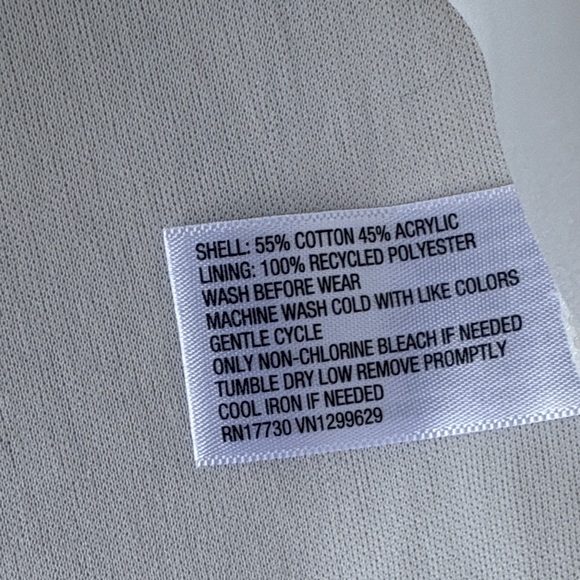 SHELL: 55% COTTON 45% ACRYLIC
LINING: 100% RECYCLED POLYESTER
WASH BEFORE WEAR
MACHINE WASH COLD WITH LIKE COLORS
GENTLE CYCLE
ONLY NON-CHLORINE BLEACH IF NEEDED
TUMBLE DRY LOW REMOVE PROMPTLY
COOL IRON IF NEEDED
RN17730 VN1299629